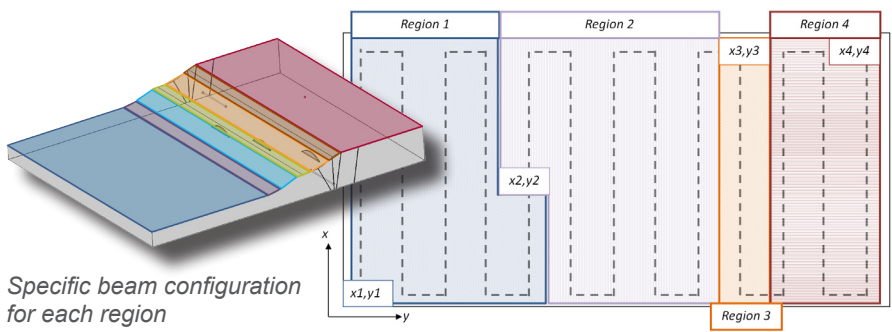 Region 1
Region 2
Region 4
x3,y3
x4,y4
x2,y2
x
x1,y1
y
Region 3
Specific beam configuration
for each region